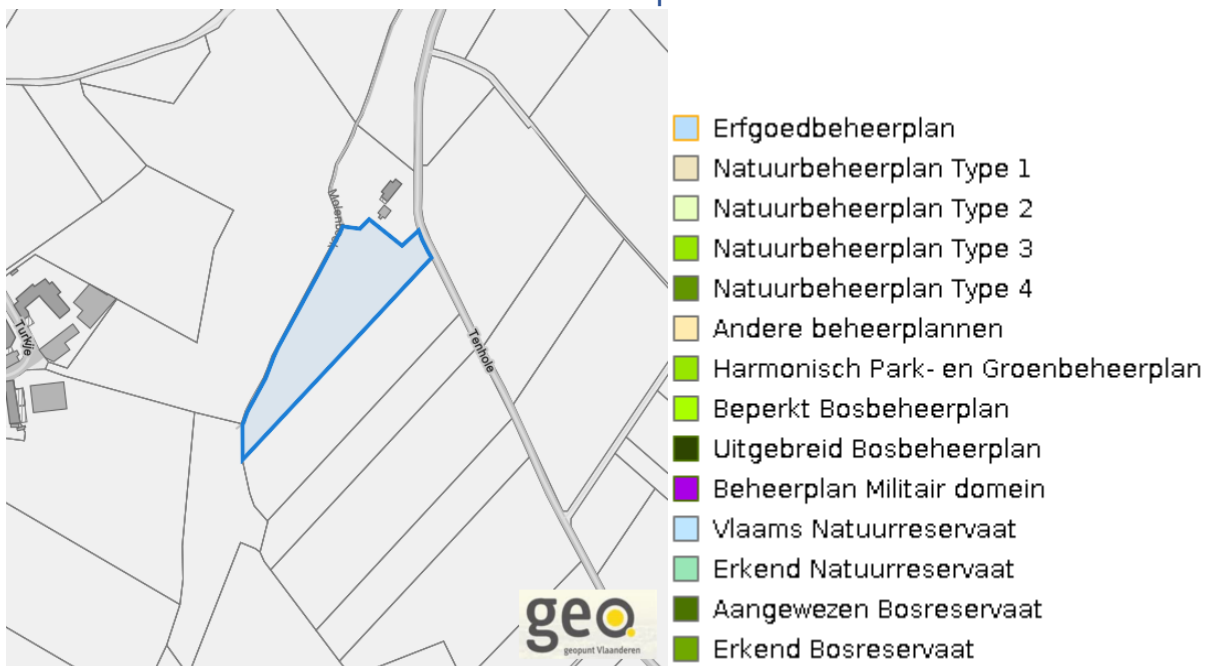 Molenbeek
Turkije
Tenhole
geo.
geopunt Vlaanderen
Erfgoedbeheerplan
Natuurbeheerplan Type 1
Natuurbeheerplan Type 2
Natuurbeheerplan Type 3
Natuurbeheerplan Type 4
Andere beheerplannen
Harmonisch Park- en Groenbeheerplan
Beperkt Bosbeheerplan
Uitgebreid Bosbeheerplan
Beheerplan Militair domein
Vlaams Natuurreservaat
Erkend Natuurreservaat
Aangewezen Bosreservaat
Erkend Bosreservaat